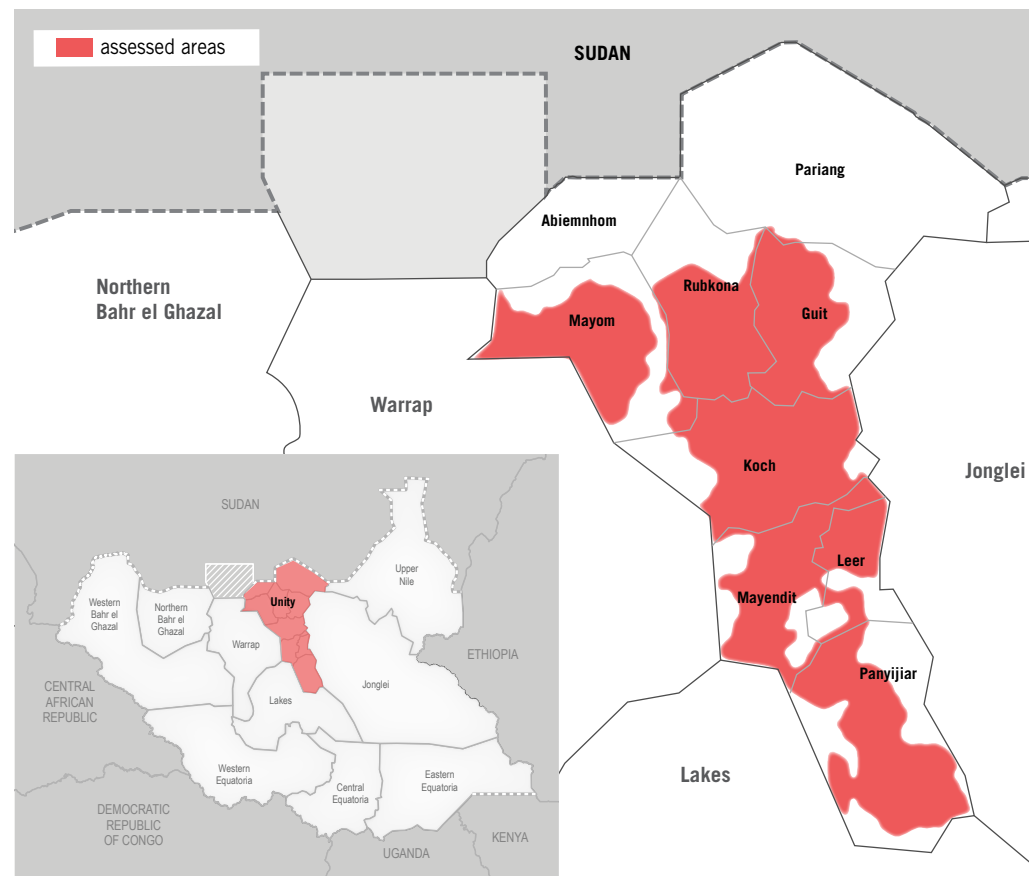 assessed areas
SUDAN
Pariang
Abiemnhom
Northern
Bahr el Ghazal
Rubkona
Mayom
Guit
Warrap
Koch
Jonglei
Leer
Mayendit
Panyijiar
Lakes
SUDAN
Upper
Nile
Unity
Western
Bahr el
Ghazal
Northern
Bahr el
Ghazal
Warrap
ETHIOPIA
CENTRAL
AFRICAN
REPUBLIC
Jonglei
Lakes
Western
Equatoria
Central
Equatoria
Eastern
Equatoria
DEMOCRATIC
REPUBLIC
OF CONGO
KENYA
UGANDA